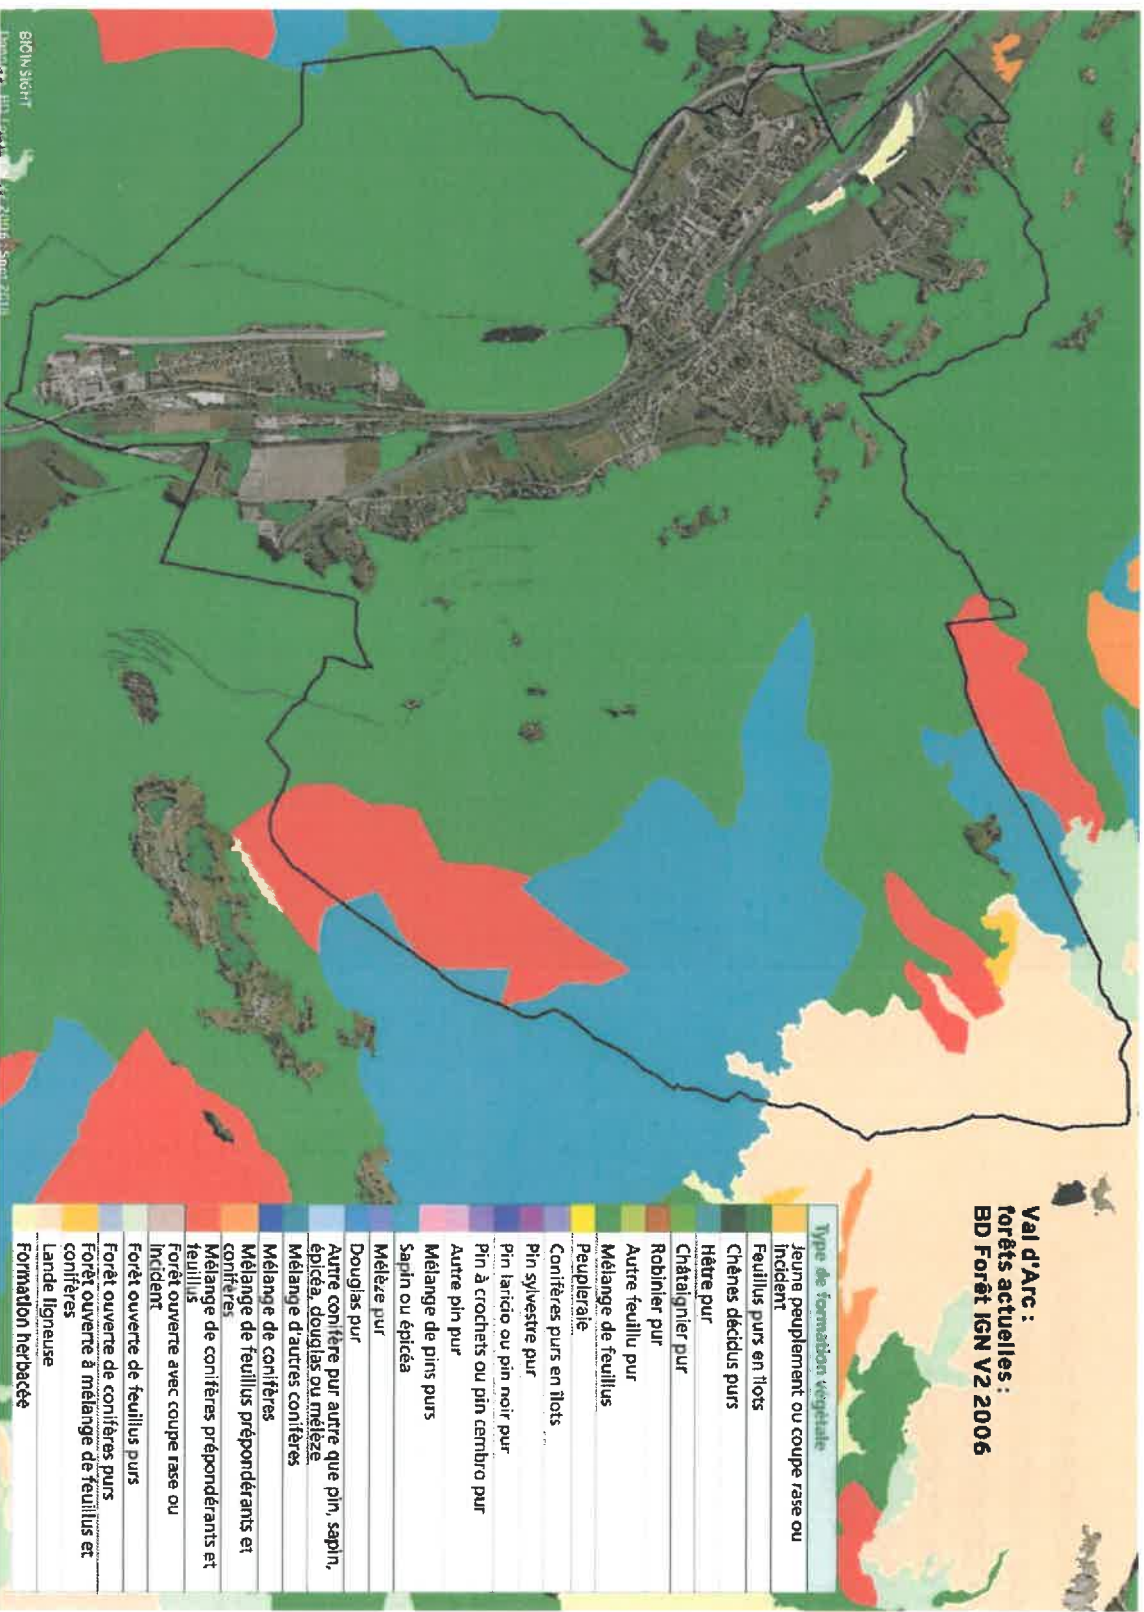 Val d'Arc :
forêts actuelles :
BD Forêt IGN V2 2006
Type de formation végétale
Jeune peuplement ou coupe rase ou
incident
Feuillus purs en îlots
Chênes décidus purs
Hêtre pur
Châtaignier pur
Robinier pur
Autre feuillu pur
Mélange de feuillus
Peupleraie
Conifères purs en îlots
Pin sylvestre pur
Pin laricio ou pin noir pur
Pin à crochets ou pin cembro pur
Autre pin pur
Mélange de pins purs
Sapin ou épicéa
Mélèze pur
Douglas pur
Autre conifère pur autre que pin, sapin,
épicéa, douglas ou mélèze
Mélange d'autres conifères
Mélange de conifères
Mélange de feuillus prépondérants et
conifères
Mélange de conifères prépondérants et
feuillus
Forêt ouverte avec coupe rase ou
incident
Forêt ouverte de feuillus purs
Forêt ouverte de conifères purs
Forêt ouverte à mélange de feuillus et
conifères
Lande ligneuse
Formation herbacée
BIOINSIGHT
2006 : Spot 2018